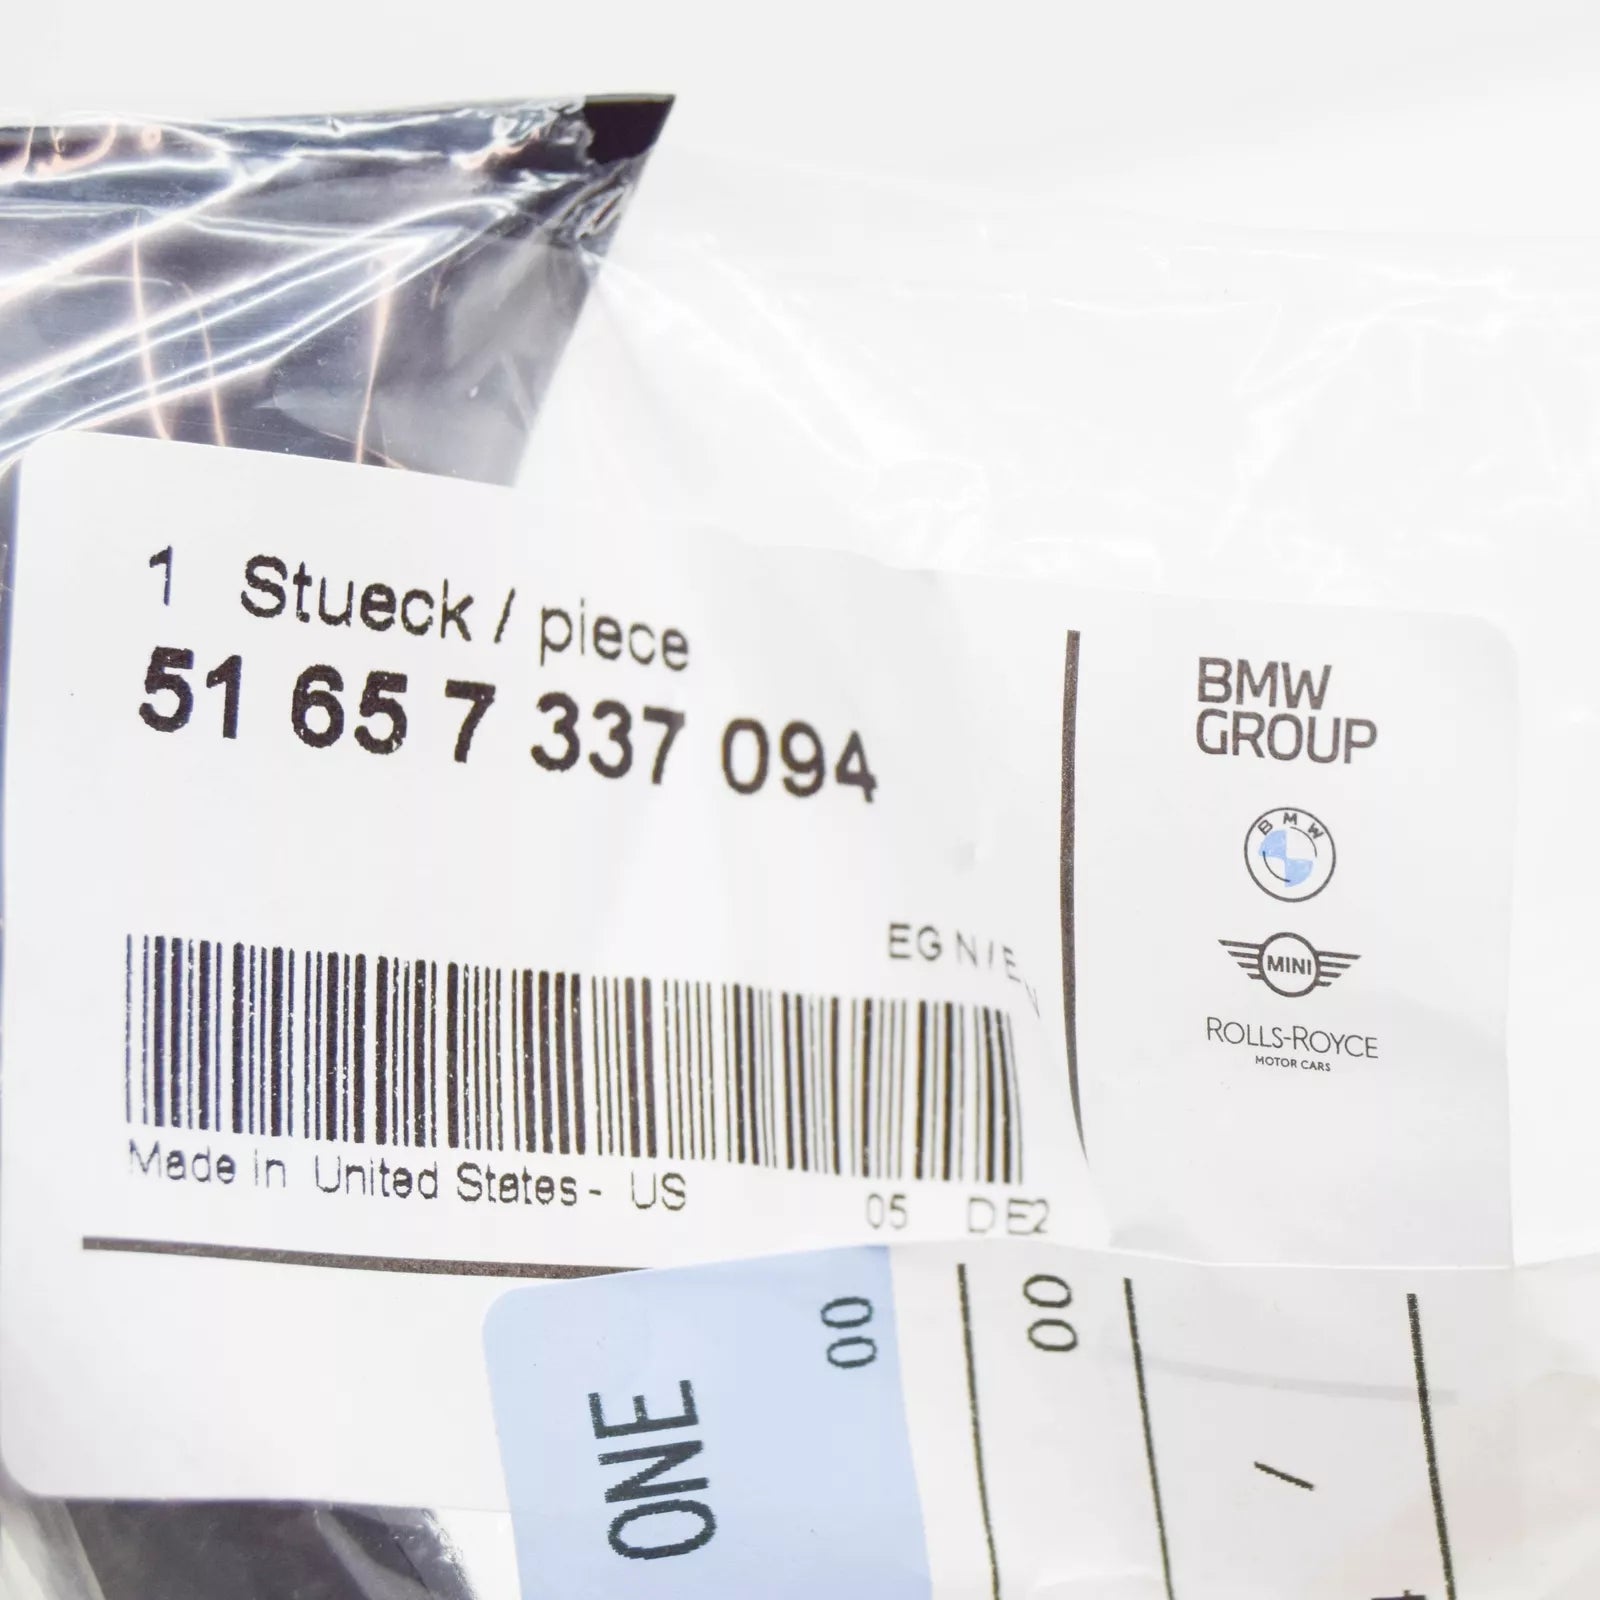 1 Stueck / piece
51 65 7 337 094
EG N / E
Made in United States - US
05 DE2
BMW
GROUP
BMW
MINI
ROLLS-ROYCE
MOTOR CARS
ONE
00
00
/